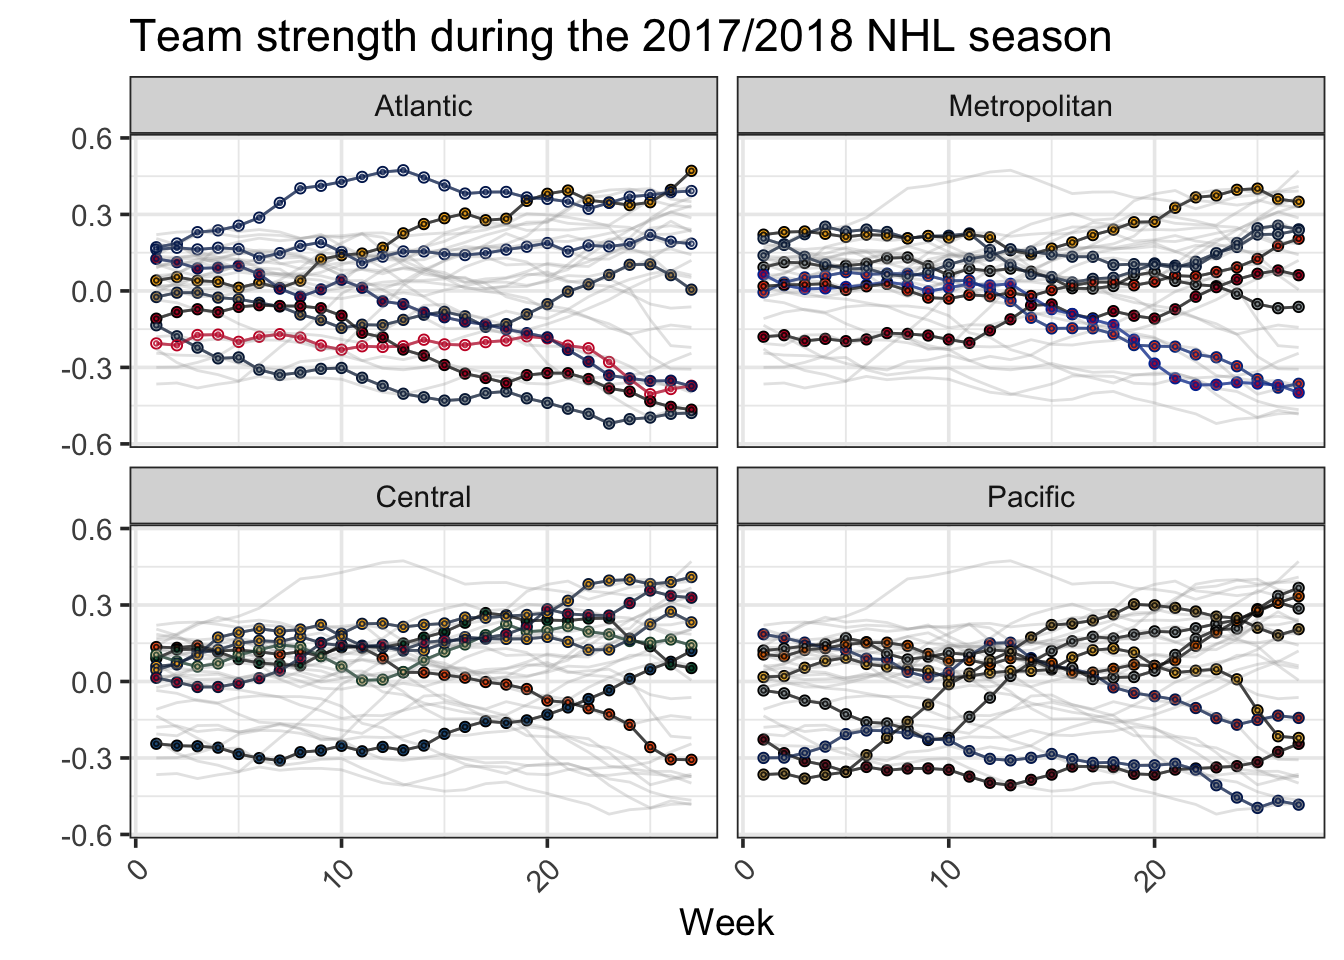 Team strength during the 2017/2018 NHL season
Atlantic
Metropolitan
0.6
0.3
0.0
-0.3
-0.6
Central
Pacific
0.6
0.3
0.0
-0.3
-0.6
0 10 20 0 10 20
Week